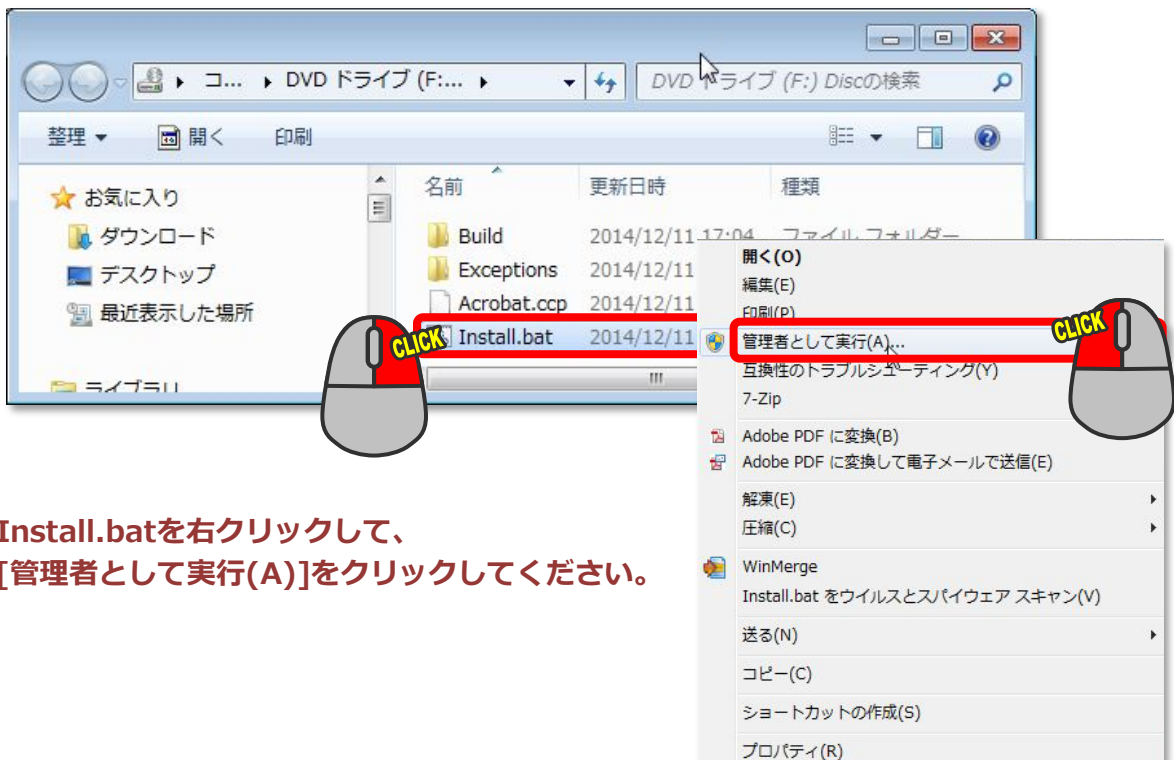 コ... DVD ドライブ (F:...
DVD ドライブ (F:) Discの検索
整理 開く 印刷
お気に入り
ダウンロード
デスクトップ
最近表示した場所
ライブラリ
名前 更新日時 種類
Build 2014/12/11 17:04 ファイル フォルダー
Exceptions 2014/12/11
Acrobat.ccp 2014/12/11
Install.bat 2014/12/11
CLICK
開く(O)
編集(E)
印刷(P)
管理者として実行(A)...
CLICK
互換性のトラブルシューティング(Y)
7-Zip
Adobe PDF に変換(B)
Adobe PDF に変換して電子メールで送信(E)
解凍(E)
圧縮(C)
WinMerge
Install.bat をウイルスとスパイウェア スキャン(V)
送る(N)
コピー(C)
ショートカットの作成(S)
プロパティ(R)
Install.batを右クリックして、
[管理者として実行(A)]をクリックしてください。